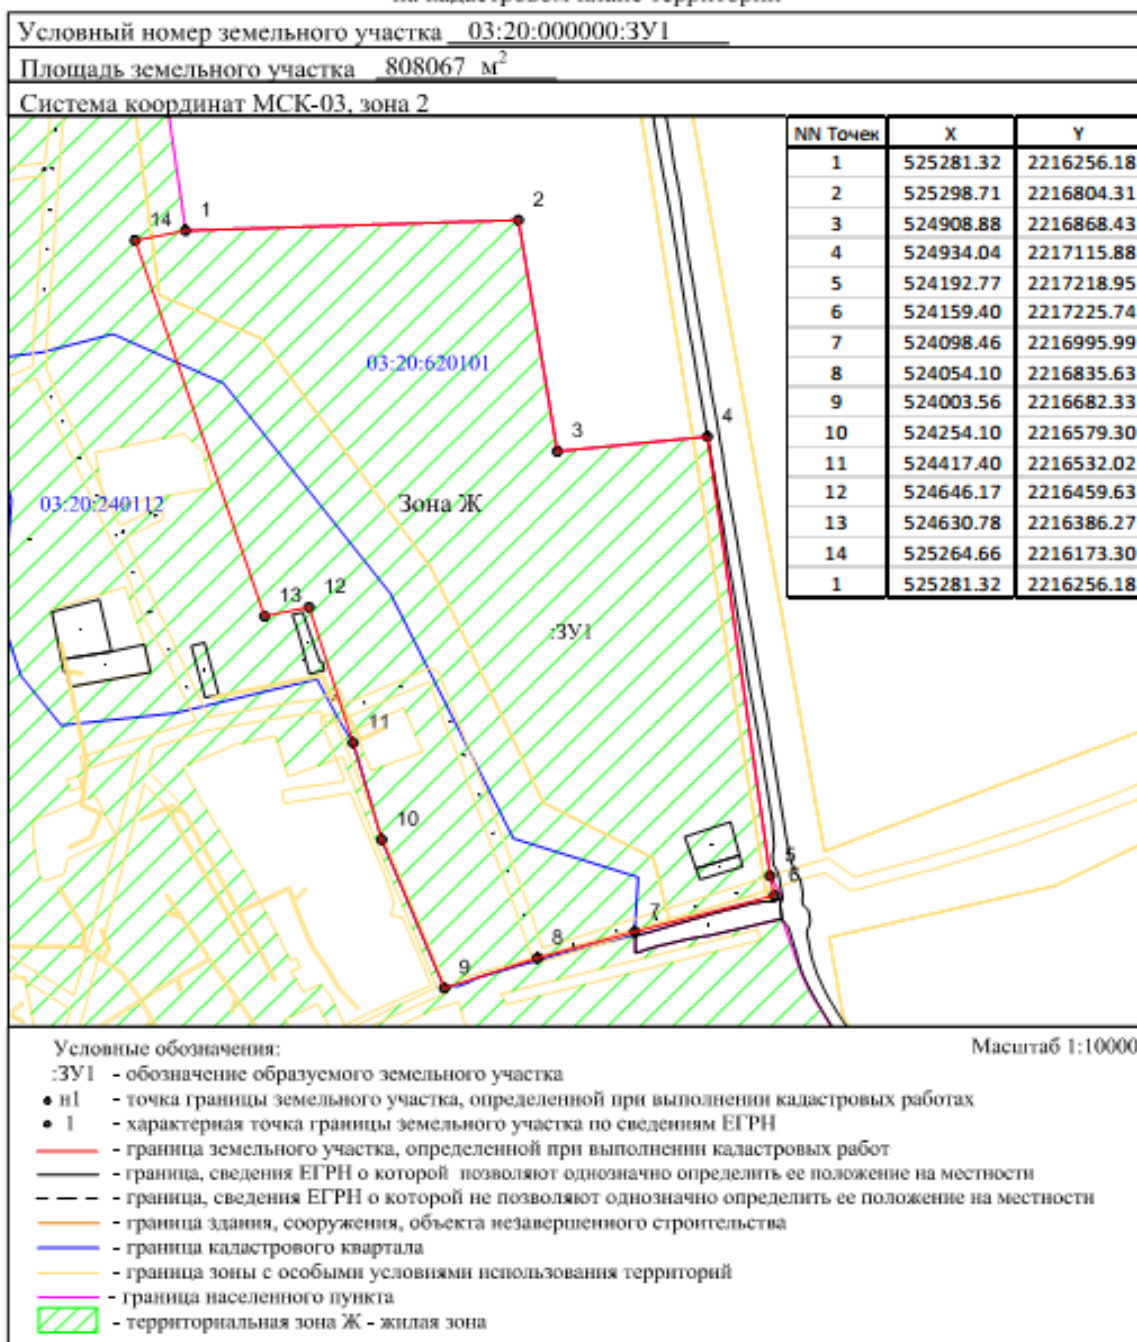 на кадастровом плане территории
Условный номер земельного участка 03:20:000000:ЗУ1
Площадь земельного участка 808067 м²
Система координат МСК-03, зона 2
NN Точек X Y
1 525281.32 2216256.18
2 525298.71 2216804.31
3 524908.88 2216868.43
4 524934.04 2217115.88
5 524192.77 2217218.95
6 524159.40 2217225.74
7 524098.46 2216995.99
8 524054.10 2216835.63
9 524003.56 2216682.33
10 524254.10 2216579.30
11 524417.40 2216532.02
12 524646.17 2216459.63
13 524630.78 2216386.27
14 525264.66 2216173.30
1 525281.32 2216256.18
14
1
2
03:20:620101
3
4
03:20:240112
Зона Ж
13
12
:ЗУ1
11
10
5
6
7
8
9
Условные обозначения:
Масштаб 1:10000
:ЗУ1 - обозначение образуемого земельного участка
н1 - точка границы земельного участка, определенной при выполнении кадастровых работах
1 - характерная точка границы земельного участка по сведениям ЕГРН
- граница земельного участка, определенной при выполнении кадастровых работ
- граница, сведения ЕГРН о которой позволяют однозначно определить ее положение на местности
- граница, сведения ЕГРН о которой не позволяют однозначно определить ее положение на местности
- граница здания, сооружения, объекта незавершенного строительства
- граница кадастрового квартала
- граница зоны с особыми условиями использования территорий
- граница населенного пункта
- территориальная зона Ж - жилая зона